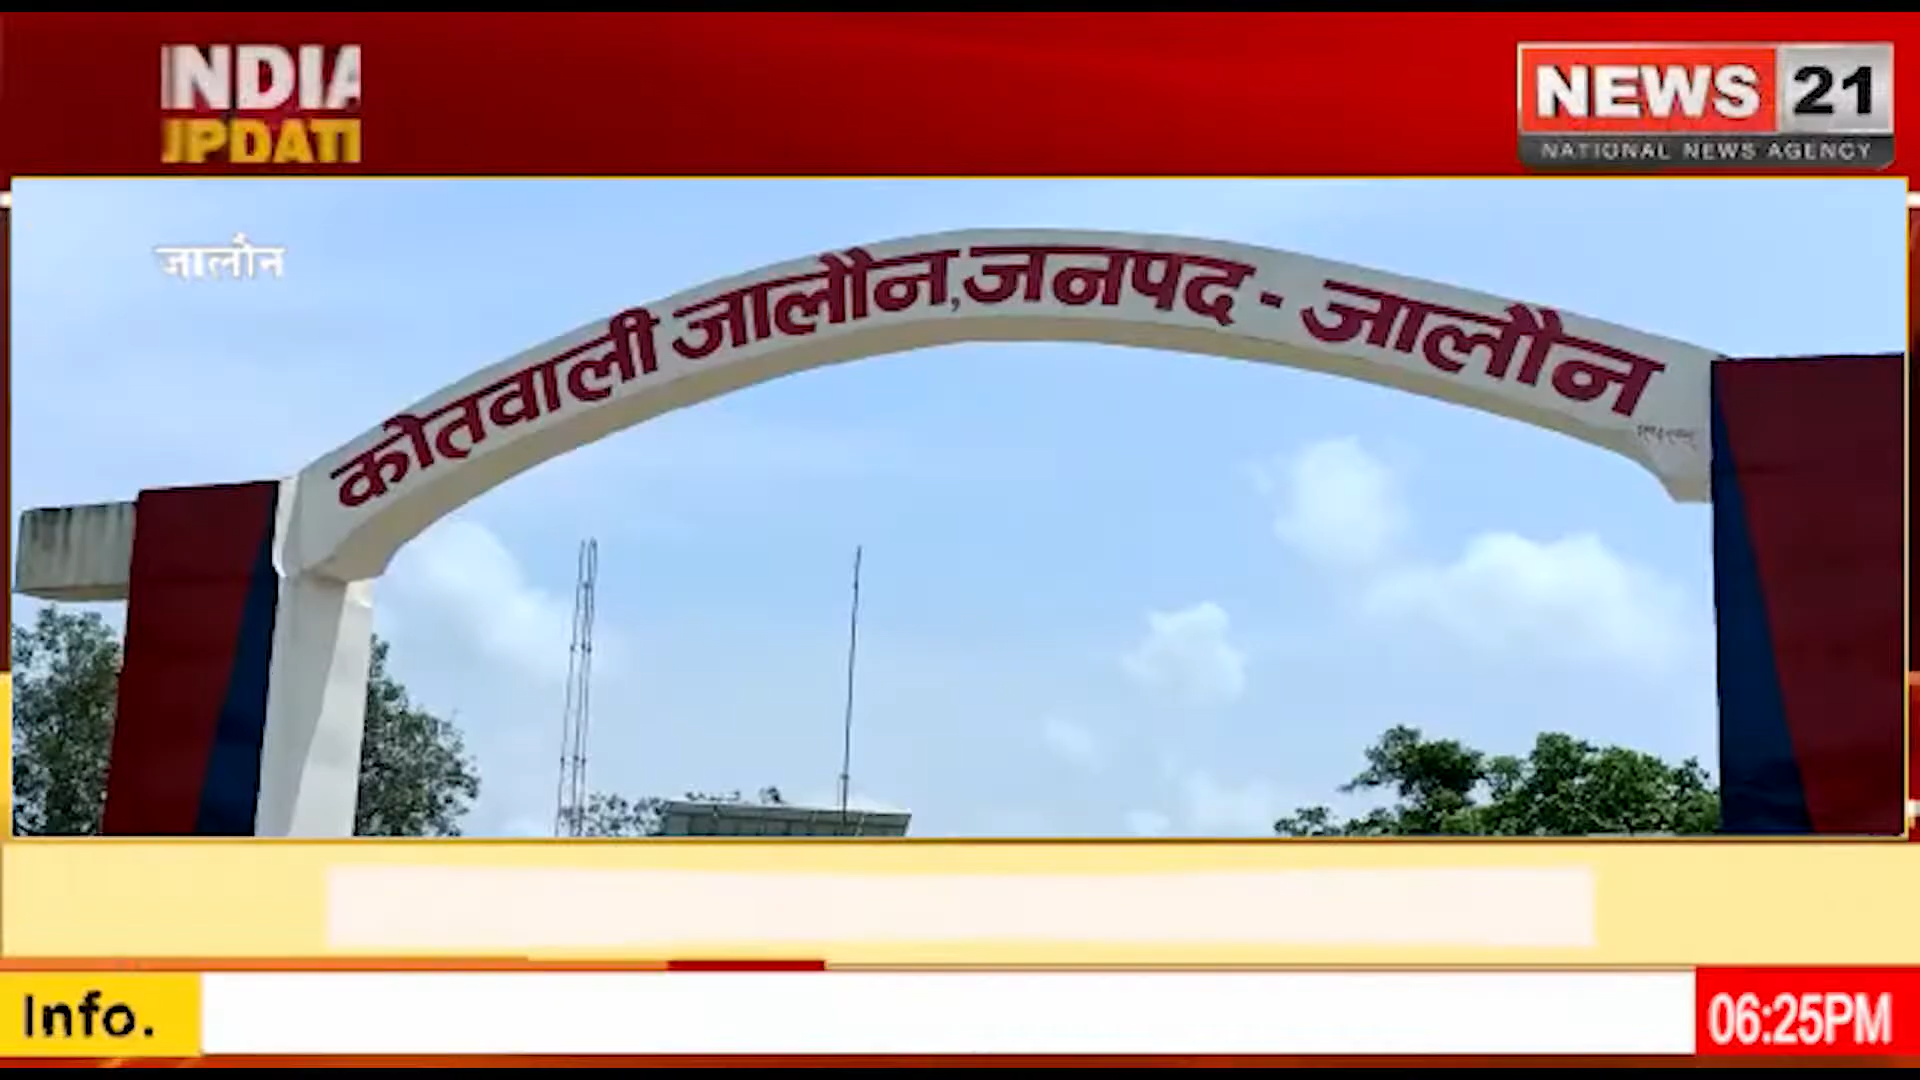 INDIA
UPDATE
NEWS 21
NATIONAL NEWS AGENCY
जालौन
कोतवाली जालौन,जनपद - जालौन
Info.
06:25PM